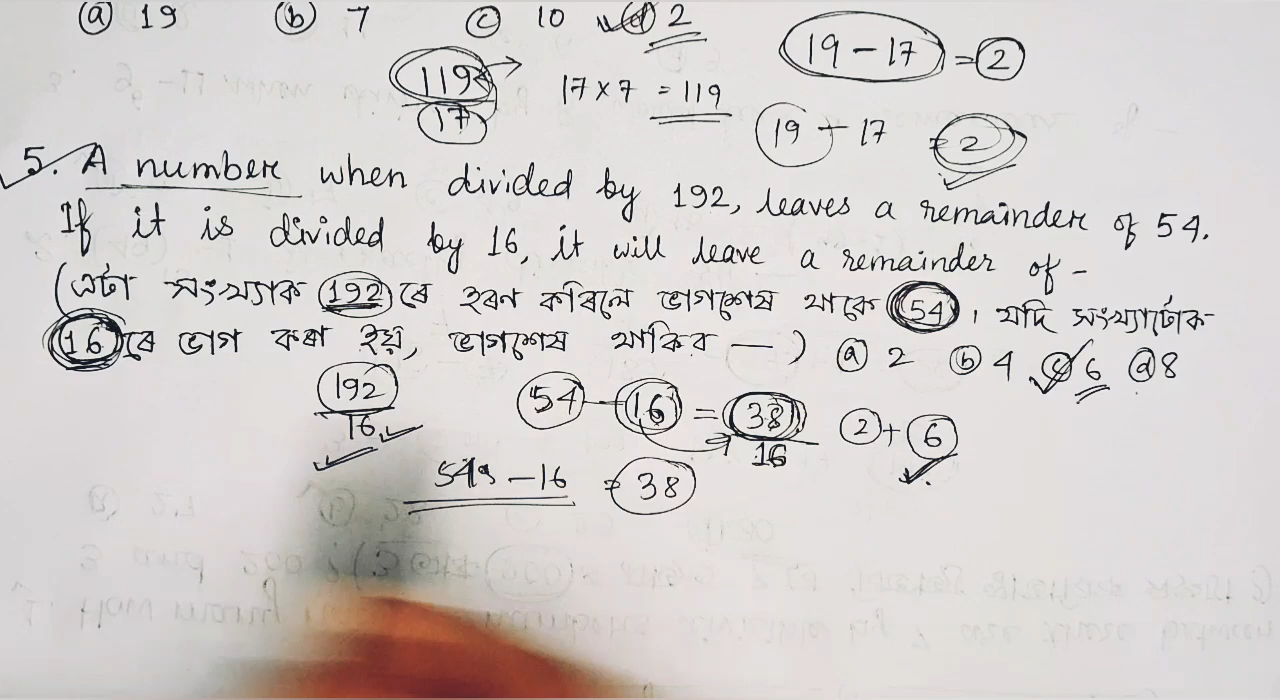 ⓐ 19 ⓑ 7 ⓒ 10 ⓓ 2
19 - 17 = 2
119/17 17 × 7 = 119
19 - 17 = 2
5. A number when divided by 192, leaves a remainder of 54.
If it is divided by 16, it will leave a remainder of -
(এটা সংখ্যাক 192 ৰে হৰণ কৰিলে ভাগশেষ থাকে 54, যদি সংখ্যাটোক
16 ৰে ভাগ কৰা হয়, ভাগশেষ থাকিব — ) ⓐ 2 ⓑ 4 ⓒ 6 ⓓ 8
192/16 54 - 16 = 38/16 2 + 6
- 16 = 38